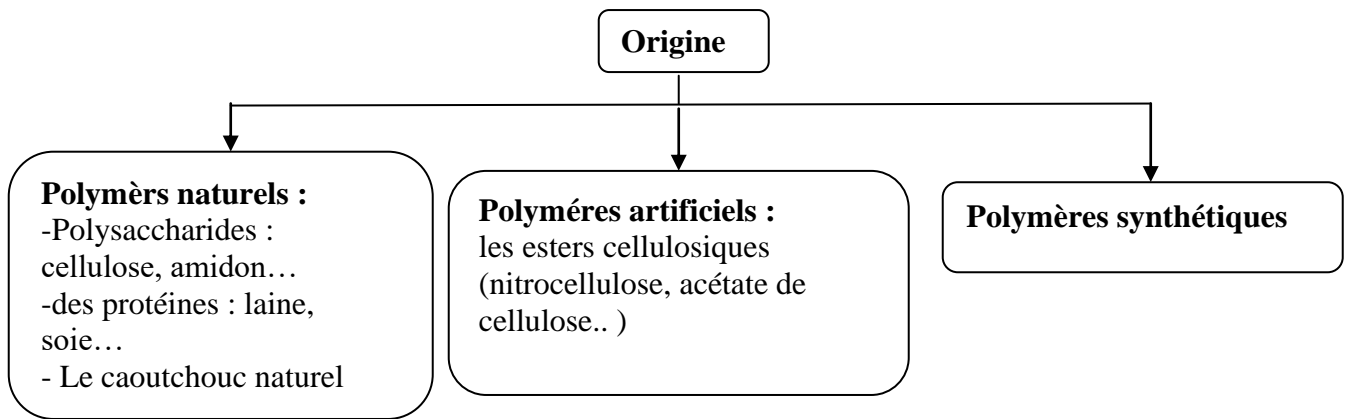 Origine
Polymèrs naturels :
-Polysaccharides :
cellulose, amidon…
-des protéines : laine,
soie…
- Le caoutchouc naturel
Polyméres artificiels :
les esters cellulosiques
(nitrocellulose, acétate de
cellulose.. )
Polymères synthétiques